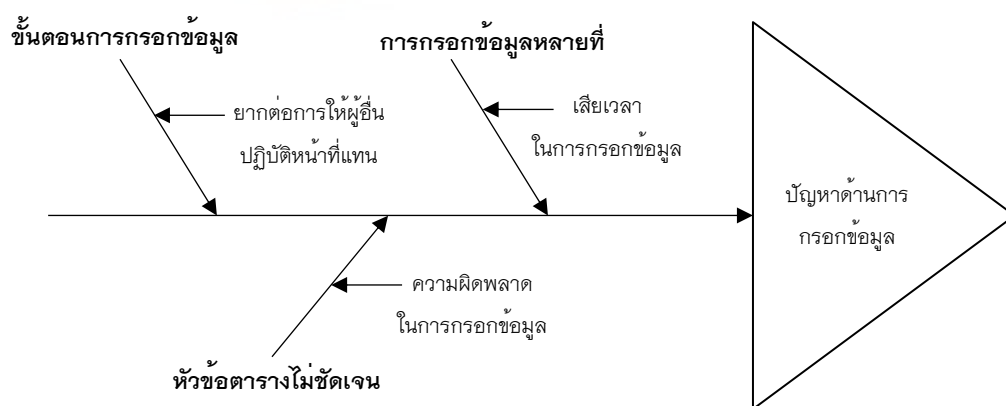 ขั้นตอนการกรอกข้อมูล
การกรอกข้อมูลหลายที่
ยากต่อการให้ผู้อื่น
ปฏิบัติหน้าที่แทน
เสียเวลา
ในการกรอกข้อมูล
ปัญหาด้านการ
กรอกข้อมูล
ความผิดพลาด
ในการกรอกข้อมูล
หัวข้อตารางไม่ชัดเจน